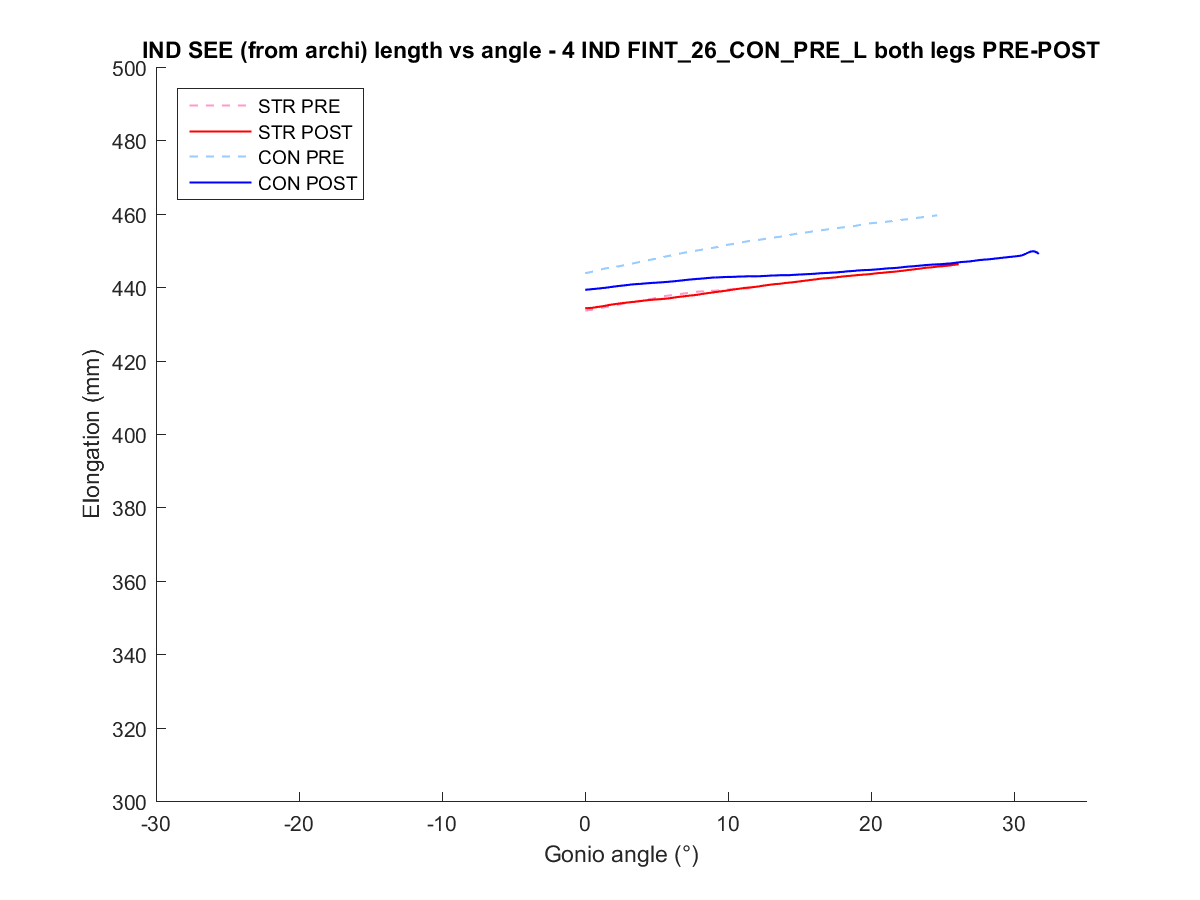 IND SEE (from archi) length vs angle - 4 IND FINT_26_CON_PRE_L both legs PRE-POST
500
480
460
440
420
400
380
360
340
320
300
STR PRE
STR POST
CON PRE
CON POST
Elongation (mm)
-30 -20 -10 0 10 20 30
Gonio angle (°)